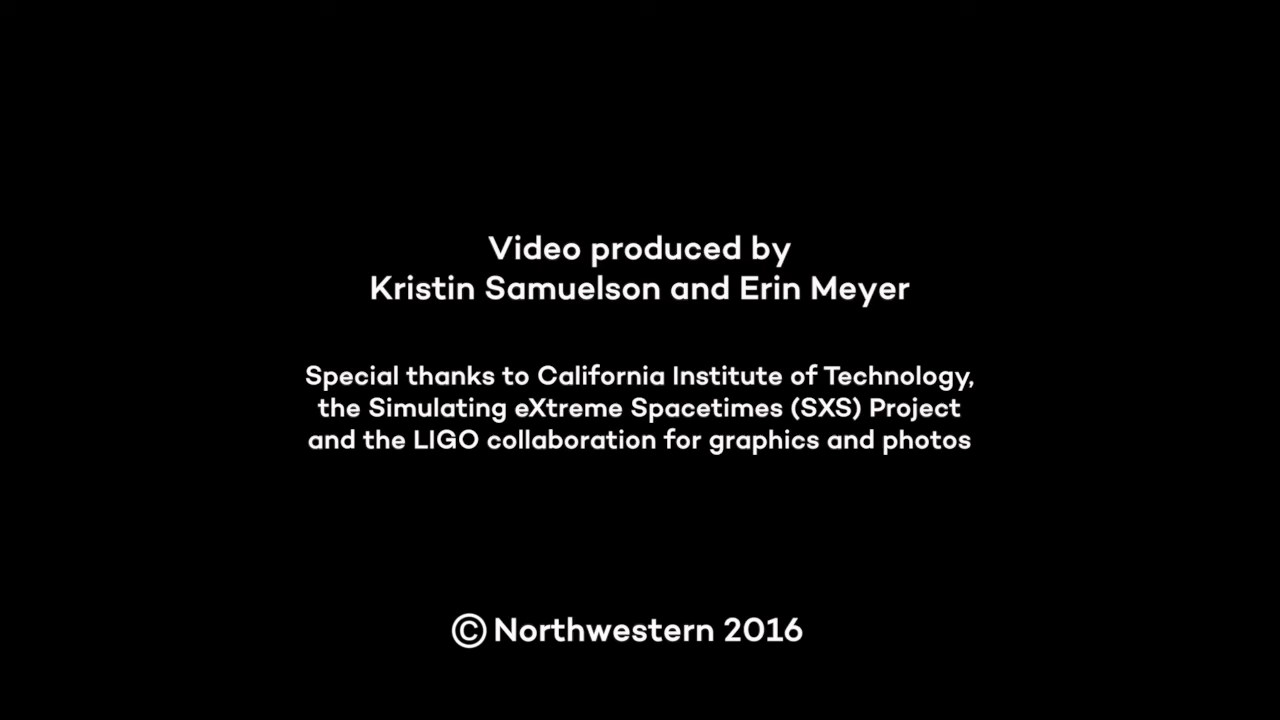 Video produced by
Kristin Samuelson and Erin Meyer
Special thanks to California Institute of Technology,
the Simulating eXtreme Spacetimes (SXS) Project
and the LIGO collaboration for graphics and photos
© Northwestern 2016